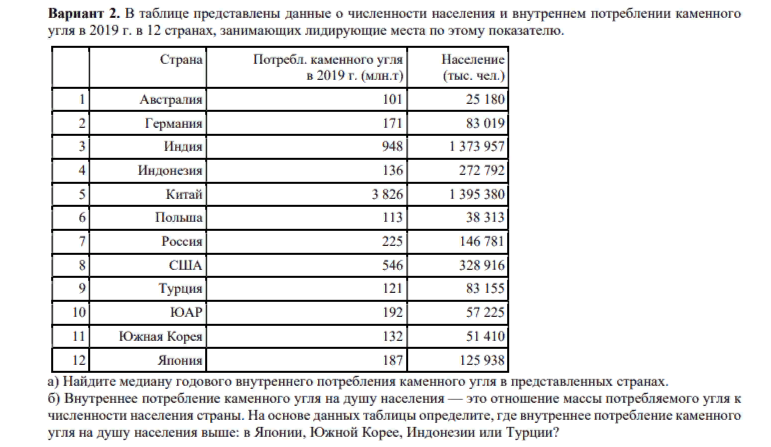 Вариант 2. В таблице представлены данные о численности населения и внутреннем потреблении каменного
угля в 2019 г. в 12 странах, занимающих лидирующие места по этому показателю.
Страна Потребл. каменного угля в 2019 г. (млн.т) Население (тыс. чел.)
1 Австралия 101 25 180
2 Германия 171 83 019
3 Индия 948 1 373 957
4 Индонезия 136 272 792
5 Китай 3 826 1 395 380
6 Польша 113 38 313
7 Россия 225 146 781
8 США 546 328 916
9 Турция 121 83 155
10 ЮАР 192 57 225
11 Южная Корея 132 51 410
12 Япония 187 125 938
а) Найдите медиану годового внутреннего потребления каменного угля в представленных странах.
б) Внутреннее потребление каменного угля на душу населения — это отношение массы потребляемого угля к
численности населения страны. На основе данных таблицы определите, где внутреннее потребление каменного
угля на душу населения выше: в Японии, Южной Корее, Индонезии или Турции?